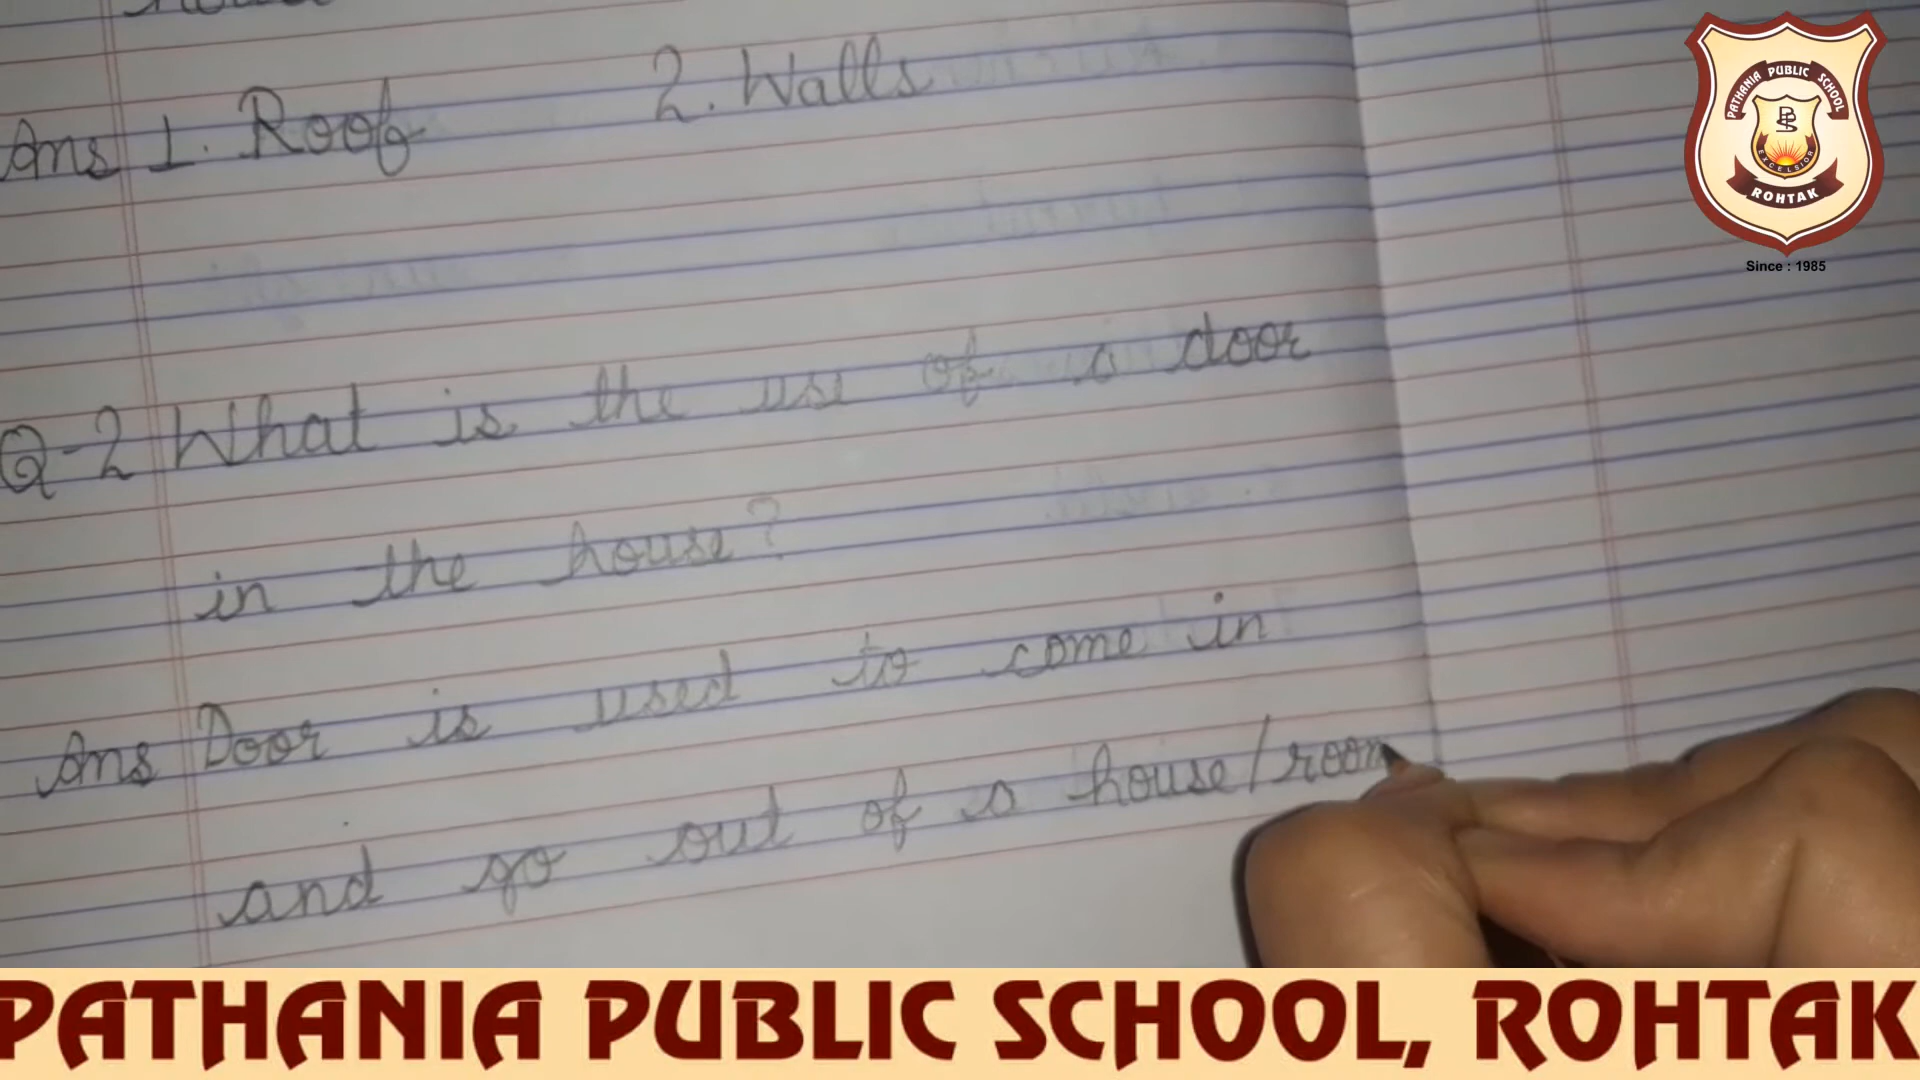 Ans 1. Roof 2. Walls
Q-2 What is the use of a door
in the house?
Ans Door is used to come in
and go out of a house/room
PATHANIA PUBLIC SCHOOL
PBS
EXCELSIOR
ROHTAK
Since : 1985
PATHANIA PUBLIC SCHOOL, ROHTAK